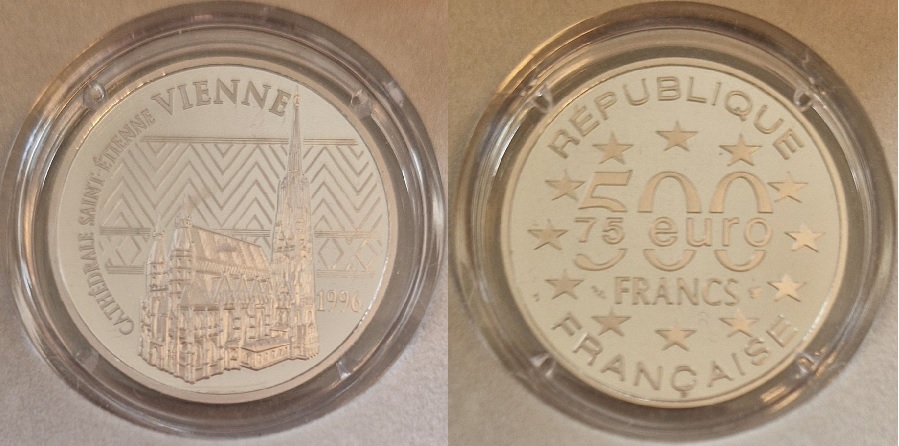 CATHÉDRALE SAINT-ÉTIENNE VIENNE
1996
RÉPUBLIQUE
500
75 euro
FRANCS
FRANÇAISE